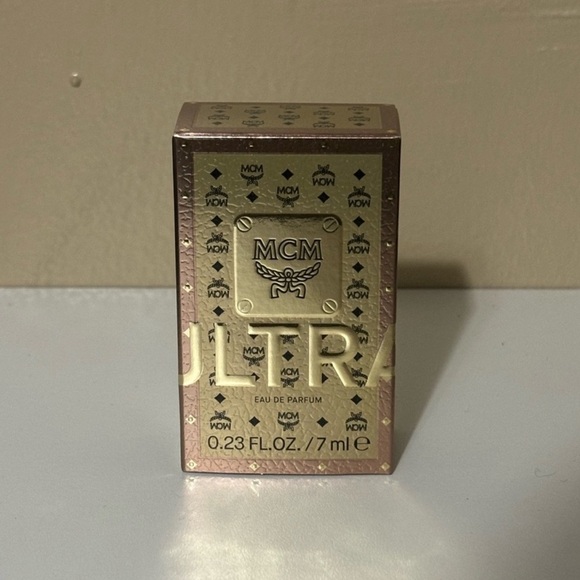 MCM
ULTRA
EAU DE PARFUM
0.23 FL.OZ. / 7 ml ℮